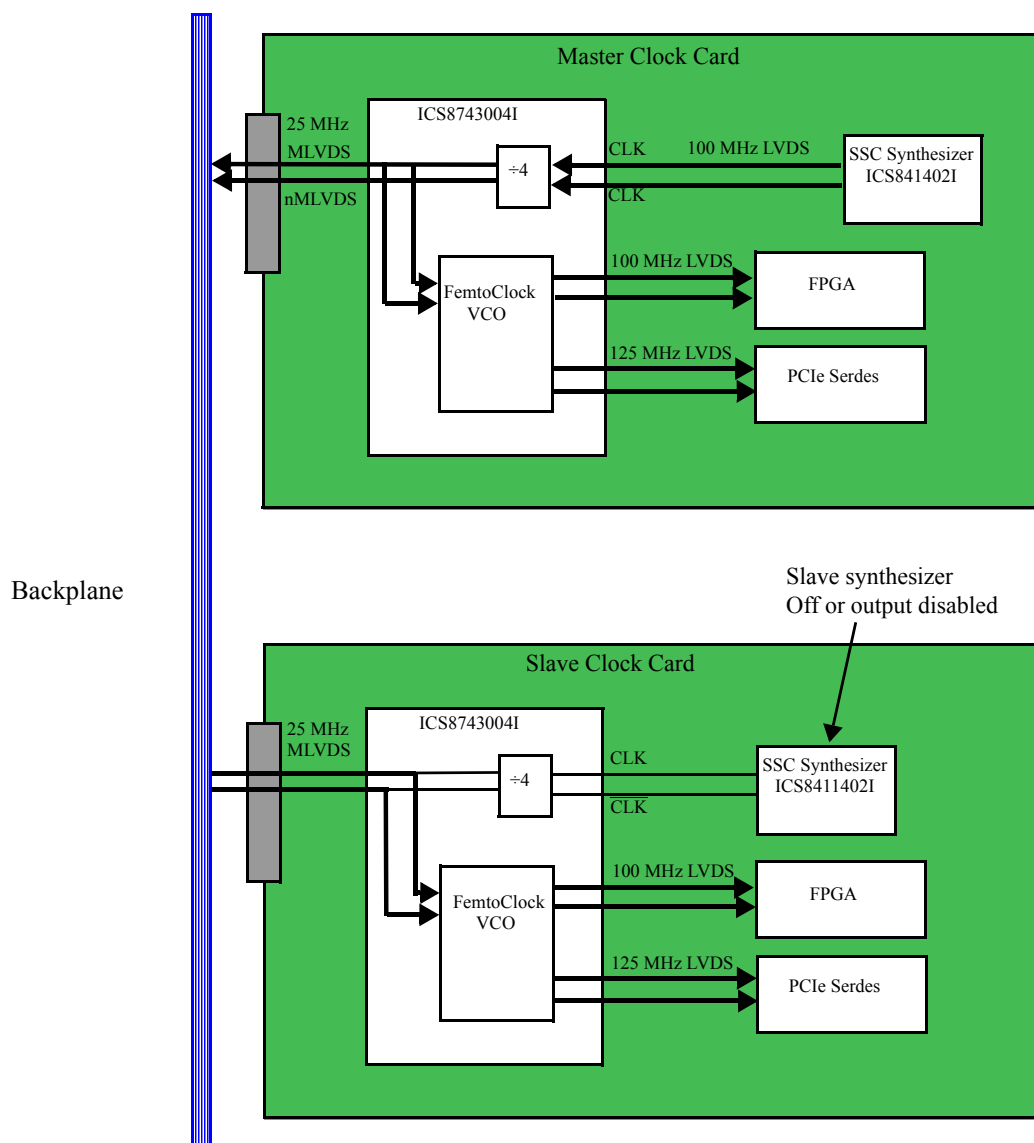 Master Clock Card
ICS8743004I
25 MHz
MLVDS
nMLVDS
÷4
CLK
100 MHz LVDS
CLK
SSC Synthesizer
ICS841402I
FemtoClock
VCO
100 MHz LVDS
FPGA
125 MHz LVDS
PCIe Serdes
Backplane
Slave synthesizer
Off or output disabled
Slave Clock Card
ICS8743004I
25 MHz
MLVDS
÷4
CLK
C̅L̅K̅
SSC Synthesizer
ICS8411402I
FemtoClock
VCO
100 MHz LVDS
FPGA
125 MHz LVDS
PCIe Serdes